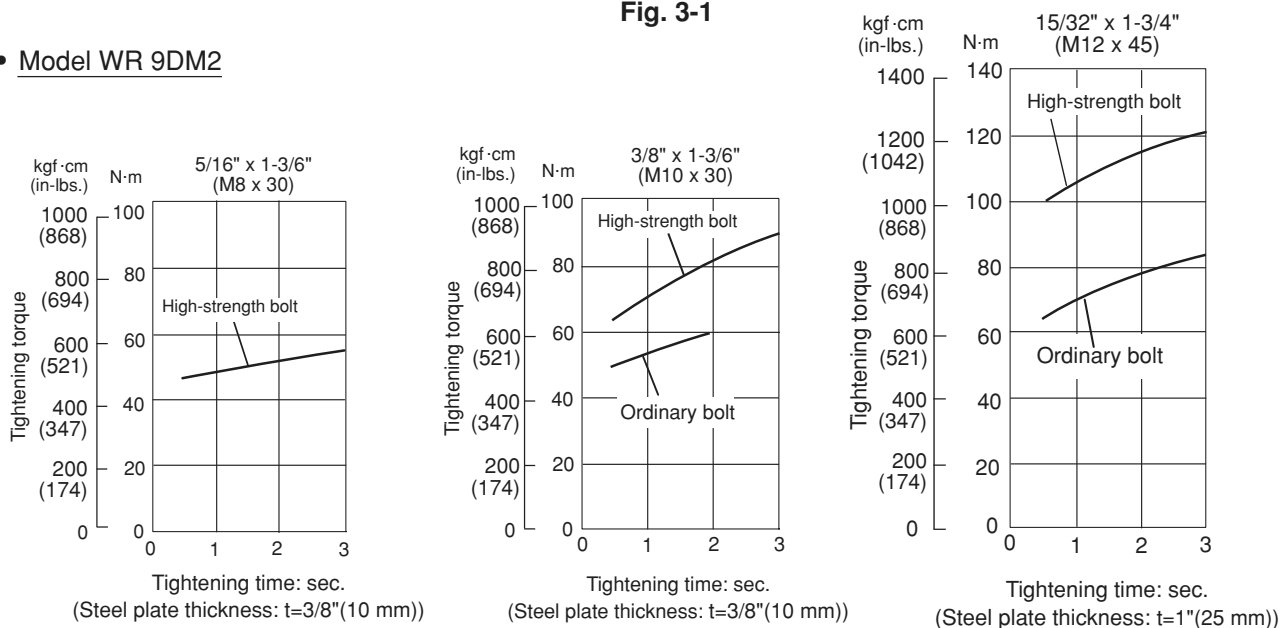 Fig. 3-1
• Model WR 9DM2
kgf·cm
(in-lbs.)
N·m
5/16" x 1-3/6"
(M8 x 30)
1000
(868)
800
(694)
600
(521)
400
(347)
200
(174)
0
100
80
60
40
20
0
Tightening torque
High-strength bolt
0 1 2 3
Tightening time: sec.
(Steel plate thickness: t=3/8"(10 mm))
kgf·cm
(in-lbs.)
N·m
3/8" x 1-3/6"
(M10 x 30)
1000
(868)
800
(694)
600
(521)
400
(347)
200
(174)
0
100
80
60
40
20
0
Tightening torque
High-strength bolt
Ordinary bolt
0 1 2 3
Tightening time: sec.
(Steel plate thickness: t=3/8"(10 mm))
kgf·cm
(in-lbs.)
N·m
15/32" x 1-3/4"
(M12 x 45)
1400
1200
(1042)
1000
(868)
800
(694)
600
(521)
400
(347)
200
(174)
0
140
120
100
80
60
40
20
0
Tightening torque
High-strength bolt
Ordinary bolt
0 1 2 3
Tightening time: sec.
(Steel plate thickness: t=1"(25 mm))